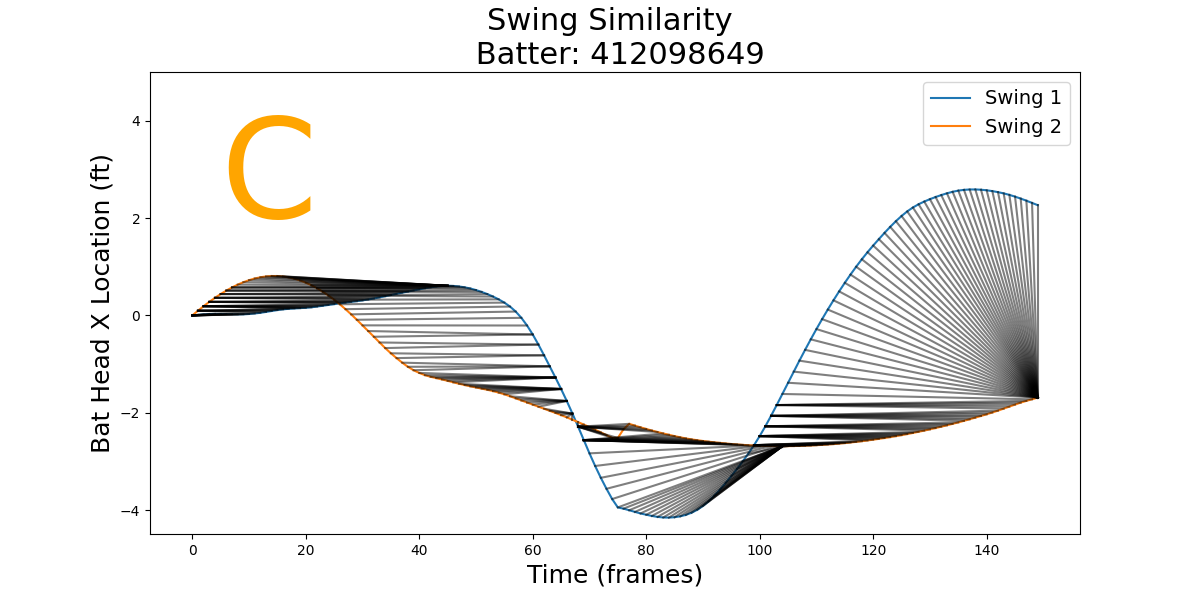 Swing Similarity
Batter: 412098649
C
Swing 1
Swing 2
Bat Head X Location (ft)
4
2
0
−2
−4
0 20 40 60 80 100 120 140
Time (frames)